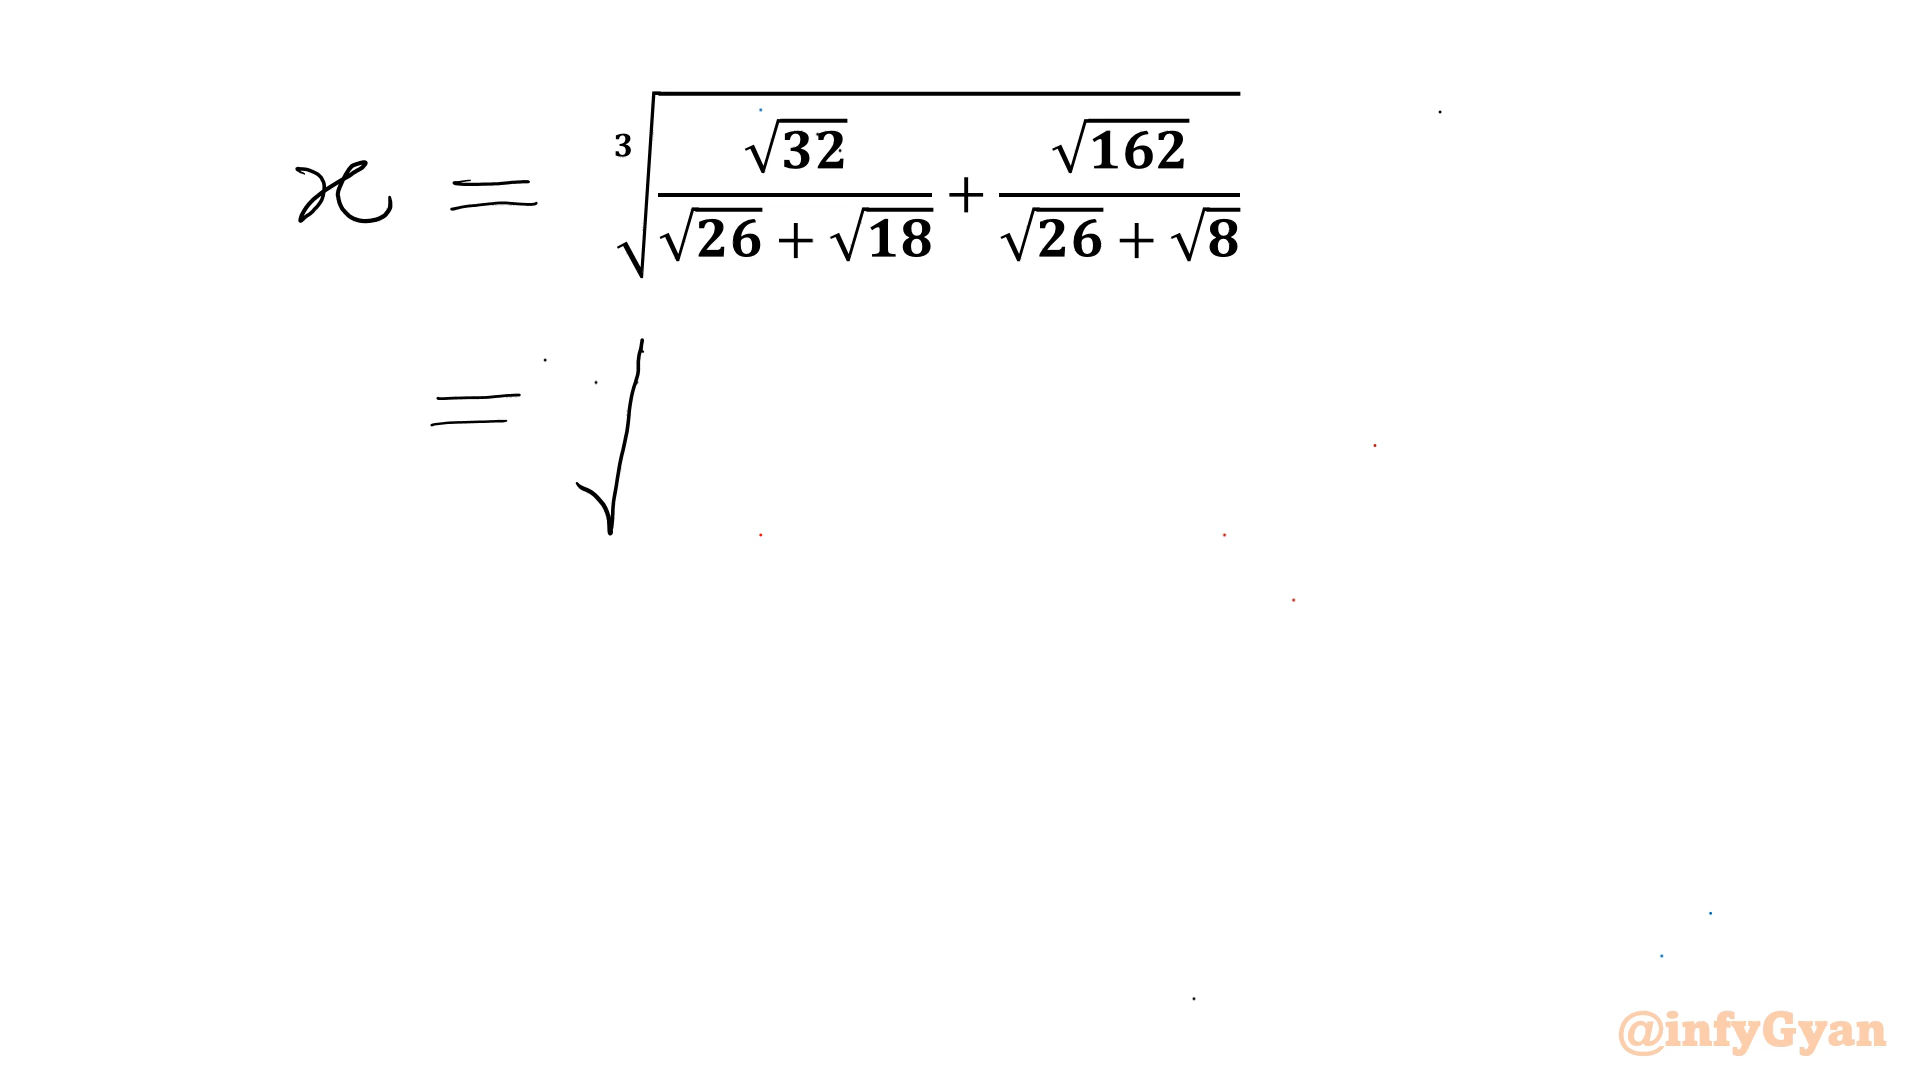 x = ∛(√32/(√26 + √18) + √162/(√26 + √8))
= √
@infyGyan